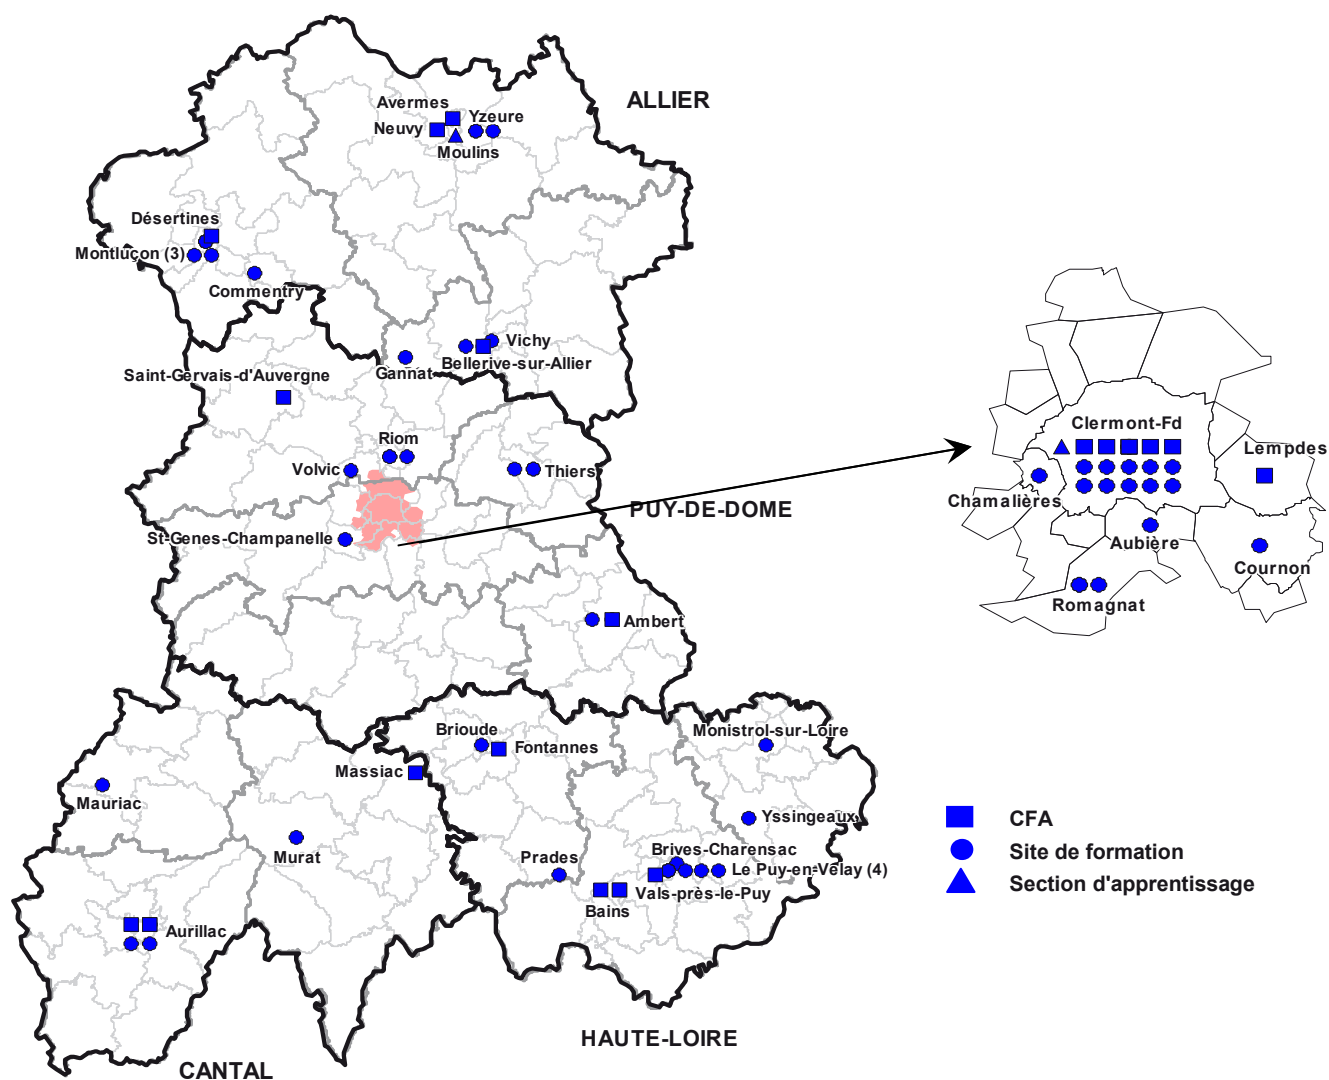 ALLIER
Avermes
Yzeure
Neuvy
Moulins
Désertines
Montluçon (3)
Commentry
Vichy
Bellerive-sur-Allier
Gannat
Saint-Gervais-d'Auvergne
Riom
Volvic
Thiers
PUY-DE-DOME
St-Genes-Champanelle
Ambert
Clermont-Fd
Lempdes
Chamalières
Aubière
Cournon
Romagnat
Brioude
Fontannes
Monistrol-sur-Loire
Massiac
Mauriac
Yssingeaux
Murat
Prades
Brives-Charensac
Le Puy-en-Velay (4)
Vals-près-le-Puy
Bains
Aurillac
CFA
Site de formation
Section d'apprentissage
HAUTE-LOIRE
CANTAL